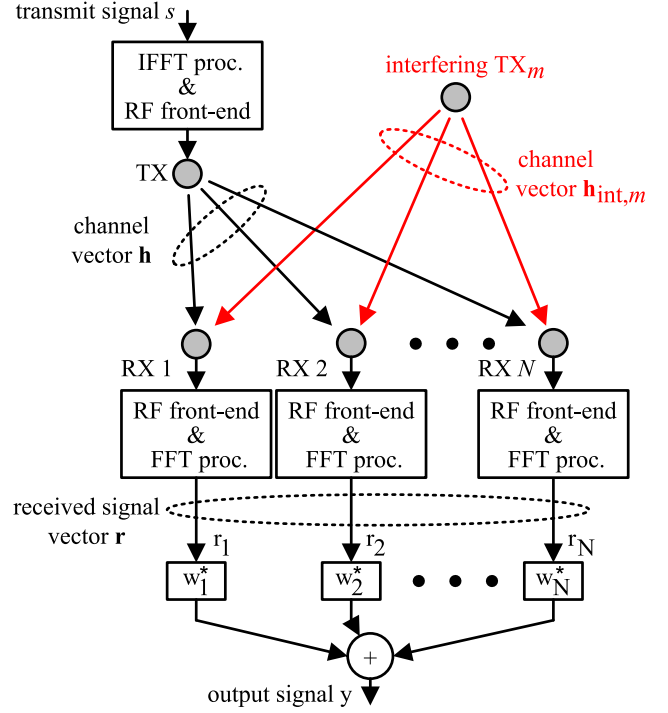 transmit signal s
IFFT proc.
&
RF front-end
interfering TXm
TX
channel
vector h
channel
vector hint,m
RX 1
RX 2
RX N
RF front-end
&
FFT proc.
RF front-end
&
FFT proc.
RF front-end
&
FFT proc.
received signal
vector r
r1
r2
rN
w1*
w2*
wN*
+
output signal y